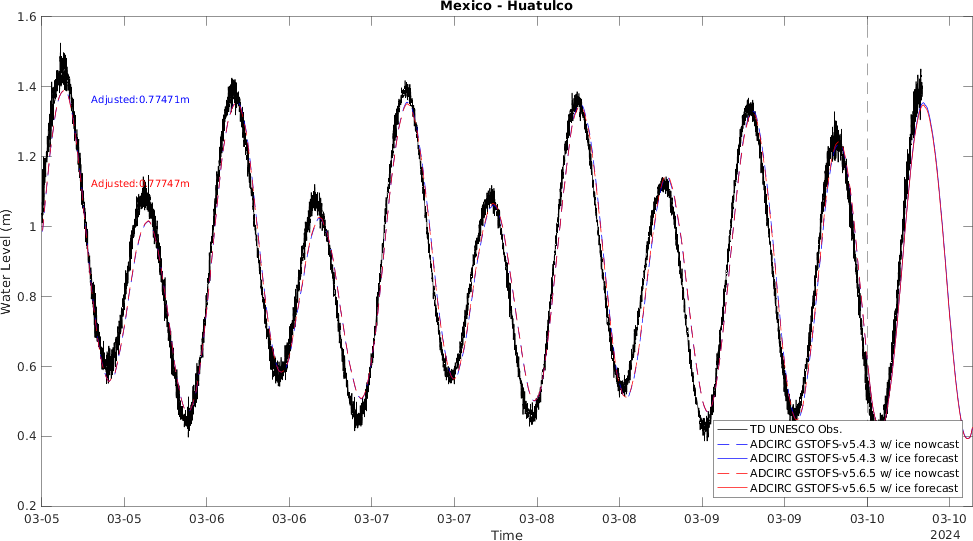 Mexico - Huatulco
1.6
1.4
1.2
1
0.8
0.6
0.4
0.2
Water Level (m)
Adjusted:0.77471m
Adjusted:0.77747m
TD UNESCO Obs.
ADCIRC GSTOFS-v5.4.3 w/ ice nowcast
ADCIRC GSTOFS-v5.4.3 w/ ice forecast
ADCIRC GSTOFS-v5.6.5 w/ ice nowcast
ADCIRC GSTOFS-v5.6.5 w/ ice forecast
03-05 03-05 03-06 03-06 03-07 03-07 03-08 03-08 03-09 03-09 03-10 03-10
2024
Time